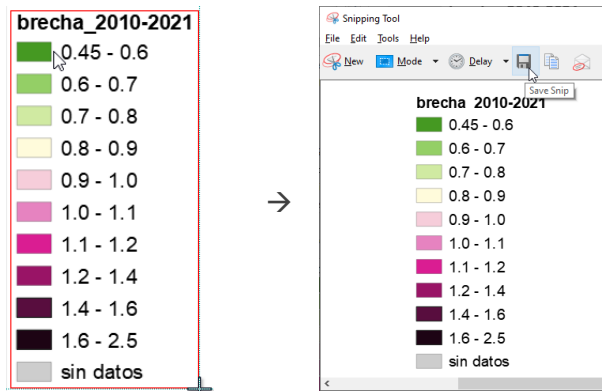 brecha_2010-2021
0.45 - 0.6
0.6 - 0.7
0.7 - 0.8
0.8 - 0.9
0.9 - 1.0
1.0 - 1.1
1.1 - 1.2
1.2 - 1.4
1.4 - 1.6
1.6 - 2.5
sin datos
→
Snipping Tool
File Edit Tools Help
New Mode Delay
Save Snip
brecha_2010-2021
0.45 - 0.6
0.6 - 0.7
0.7 - 0.8
0.8 - 0.9
0.9 - 1.0
1.0 - 1.1
1.1 - 1.2
1.2 - 1.4
1.4 - 1.6
1.6 - 2.5
sin datos